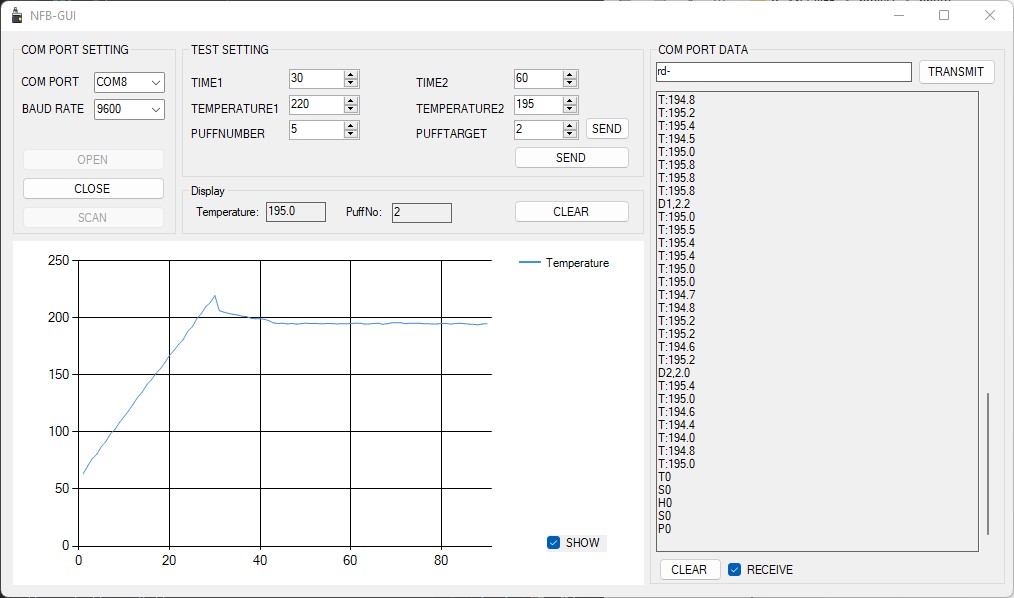 NFB-GUI
COM PORT SETTING
COM PORT COM8
BAUD RATE 9600
OPEN
CLOSE
SCAN
TEST SETTING
TIME1 30 TIME2 60
TEMPERATURE1 220 TEMPERATURE2 195
PUFFNUMBER 5 PUFFTARGET 2 SEND
SEND
Display
Temperature: 195.0 PuffNo: 2 CLEAR
250
200
150
100
50
0
0 20 40 60 80
Temperature
SHOW
COM PORT DATA
rd- TRANSMIT
T:194.8
T:195.2
T:195.4
T:194.5
T:195.0
T:195.8
T:195.8
T:195.8
D1,2.2
T:195.0
T:195.5
T:195.4
T:195.4
T:195.0
T:195.0
T:194.7
T:194.8
T:195.2
T:195.2
T:194.6
T:195.2
D2,2.0
T:195.4
T:195.0
T:194.6
T:194.4
T:194.0
T:194.8
T:195.0
T0
S0
H0
S0
P0
CLEAR RECEIVE